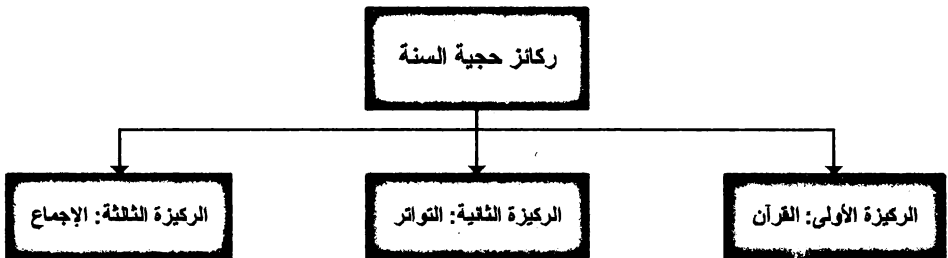 ركائز حجية السنة
الركيزة الأولى: القرآن
الركيزة الثانية: التواتر
الركيزة الثالثة: الإجماع